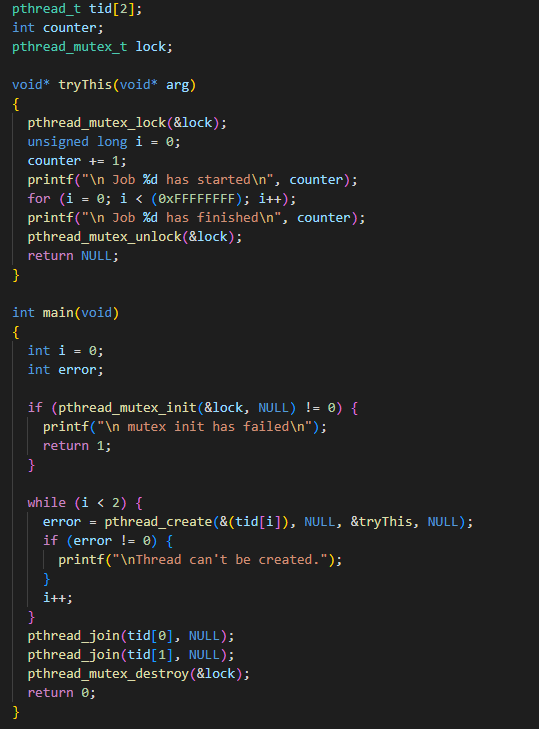 pthread_t tid[2];
int counter;
pthread_mutex_t lock;

void* tryThis(void* arg)
{
  pthread_mutex_lock(&lock);
  unsigned long i = 0;
  counter += 1;
  printf("\n Job %d has started\n", counter);
  for (i = 0; i < (0xFFFFFFFF); i++);
  printf("\n Job %d has finished\n", counter);
  pthread_mutex_unlock(&lock);
  return NULL;
}

int main(void)
{
  int i = 0;
  int error;

  if (pthread_mutex_init(&lock, NULL) != 0) {
    printf("\n mutex init has failed\n");
    return 1;
  }

  while (i < 2) {
    error = pthread_create(&(tid[i]), NULL, &tryThis, NULL);
    if (error != 0) {
      printf("\nThread can't be created.");
    }
    i++;
  }
  pthread_join(tid[0], NULL);
  pthread_join(tid[1], NULL);
  pthread_mutex_destroy(&lock);
  return 0;
}